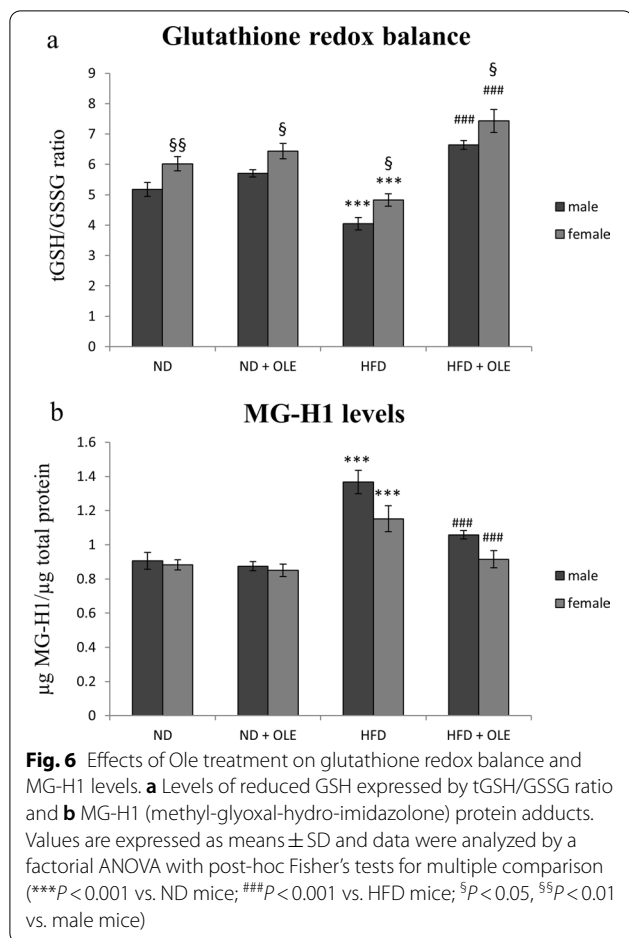 a
Glutathione redox balance
tGSH/GSSG ratio
9
8
7
6
5
4
3
2
1
0
§§
§
§
***
***
§
###
###
male
female
ND
ND + OLE
HFD
HFD + OLE
b
MG-H1 levels
µg MG-H1/µg total protein
1.6
1.4
1.2
1
0.8
0.6
0.4
0.2
0
***
***
###
###
male
female
ND
ND + OLE
HFD
HFD + OLE
Fig. 6 Effects of Ole treatment on glutathione redox balance and
MG-H1 levels. a Levels of reduced GSH expressed by tGSH/GSSG ratio
and b MG-H1 (methyl-glyoxal-hydro-imidazolone) protein adducts.
Values are expressed as means ± SD and data were analyzed by a
factorial ANOVA with post-hoc Fisher's tests for multiple comparison
(***P < 0.001 vs. ND mice; ###P < 0.001 vs. HFD mice; §P < 0.05, §§P < 0.01
vs. male mice)